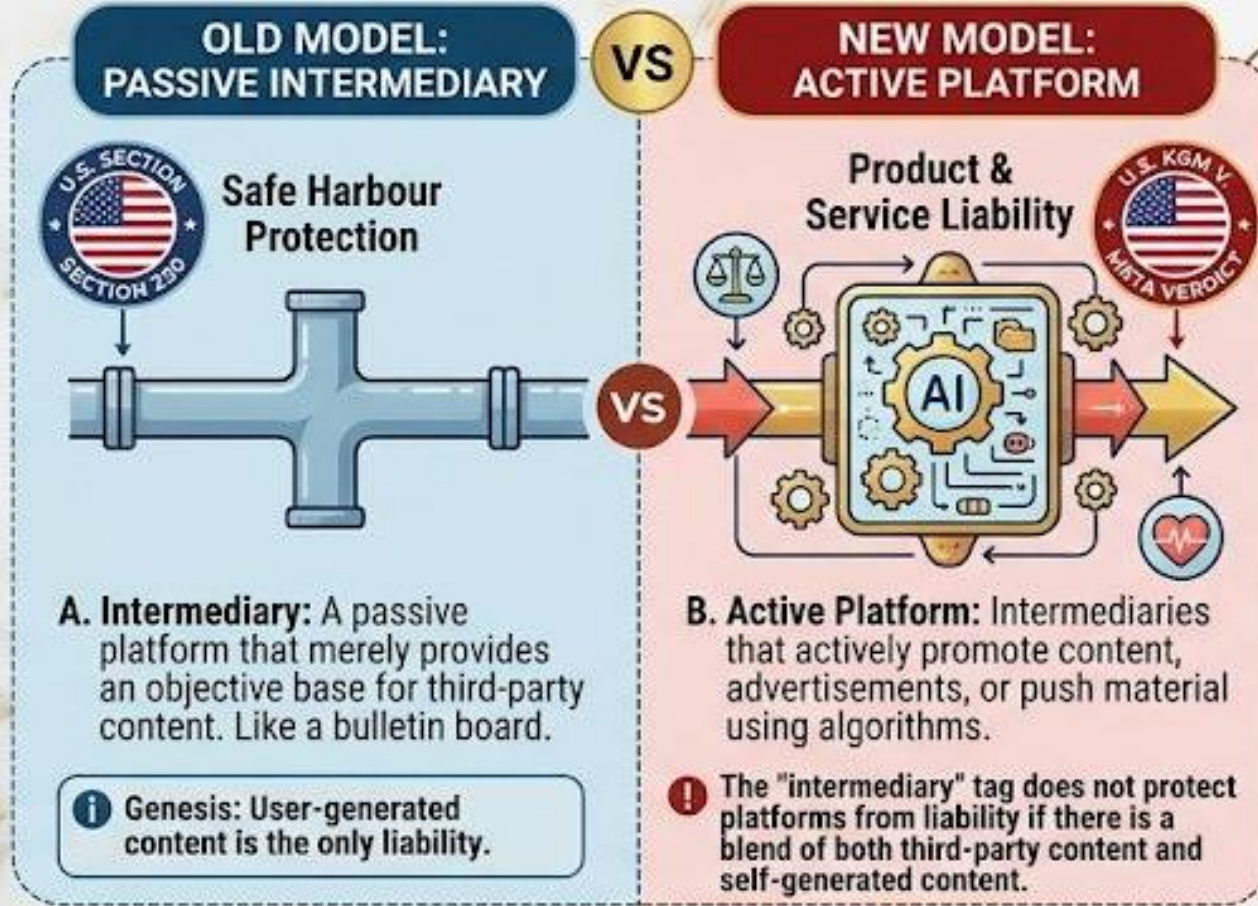 OLD MODEL:
PASSIVE INTERMEDIARY
VS
NEW MODEL:
ACTIVE PLATFORM
U.S. SECTION
SECTION 230
Safe Harbour
Protection
Product &
Service Liability
U.S. KGM V.
META VERDICT
VS
AI
A. Intermediary: A passive
platform that merely provides
an objective base for third-party
content. Like a bulletin board.
i
Genesis: User-generated
content is the only liability.
B. Active Platform: Intermediaries
that actively promote content,
advertisements, or push material
using algorithms.
!
The "intermediary" tag does not protect
platforms from liability if there is a
blend of both third-party content and
self-generated content.